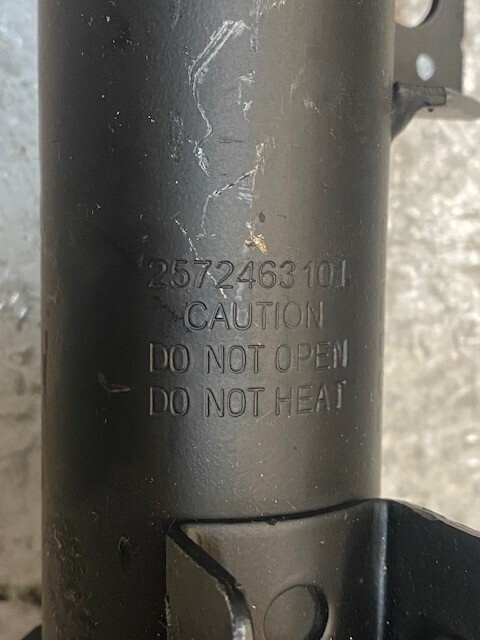 2572463101
CAUTION
DO NOT OPEN
DO NOT HEAT